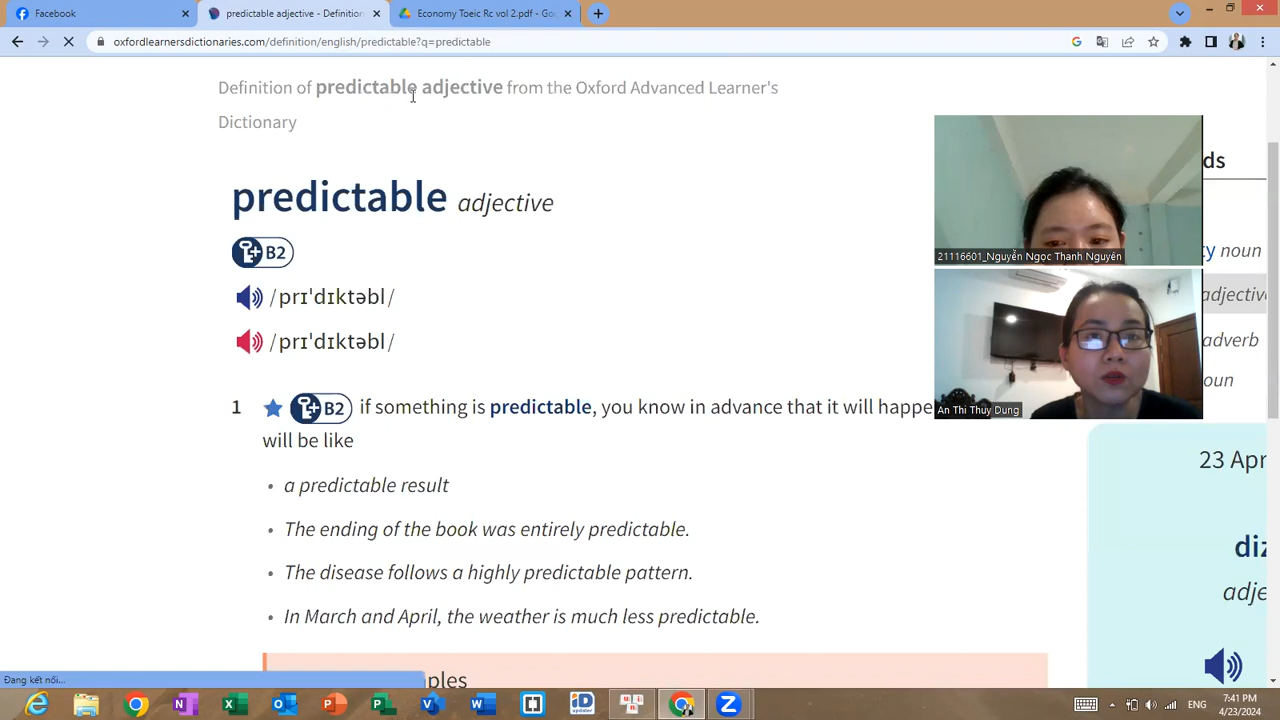 Facebook
predictable adjective - Definition
Economy Toeic Rc vol 2.pdf - Go
oxfordlearnersdictionaries.com/definition/english/predictable?q=predictable
Definition of predictable adjective from the Oxford Advanced Learner's
Dictionary
predictable adjective
B2
/prɪˈdɪktəbl/
/prɪˈdɪktəbl/
1 B2 if something is predictable, you know in advance that it will happe
will be like
• a predictable result
• The ending of the book was entirely predictable.
• The disease follows a highly predictable pattern.
• In March and April, the weather is much less predictable.
ples
21116601_Nguyễn Ngọc Thanh Nguyên
An Thi Thuy Dung
ds
ty noun
adjectiv
adverb
oun
23 Apr
diz
adje
Đang kết nối...
ENG
7:41 PM
4/23/2024